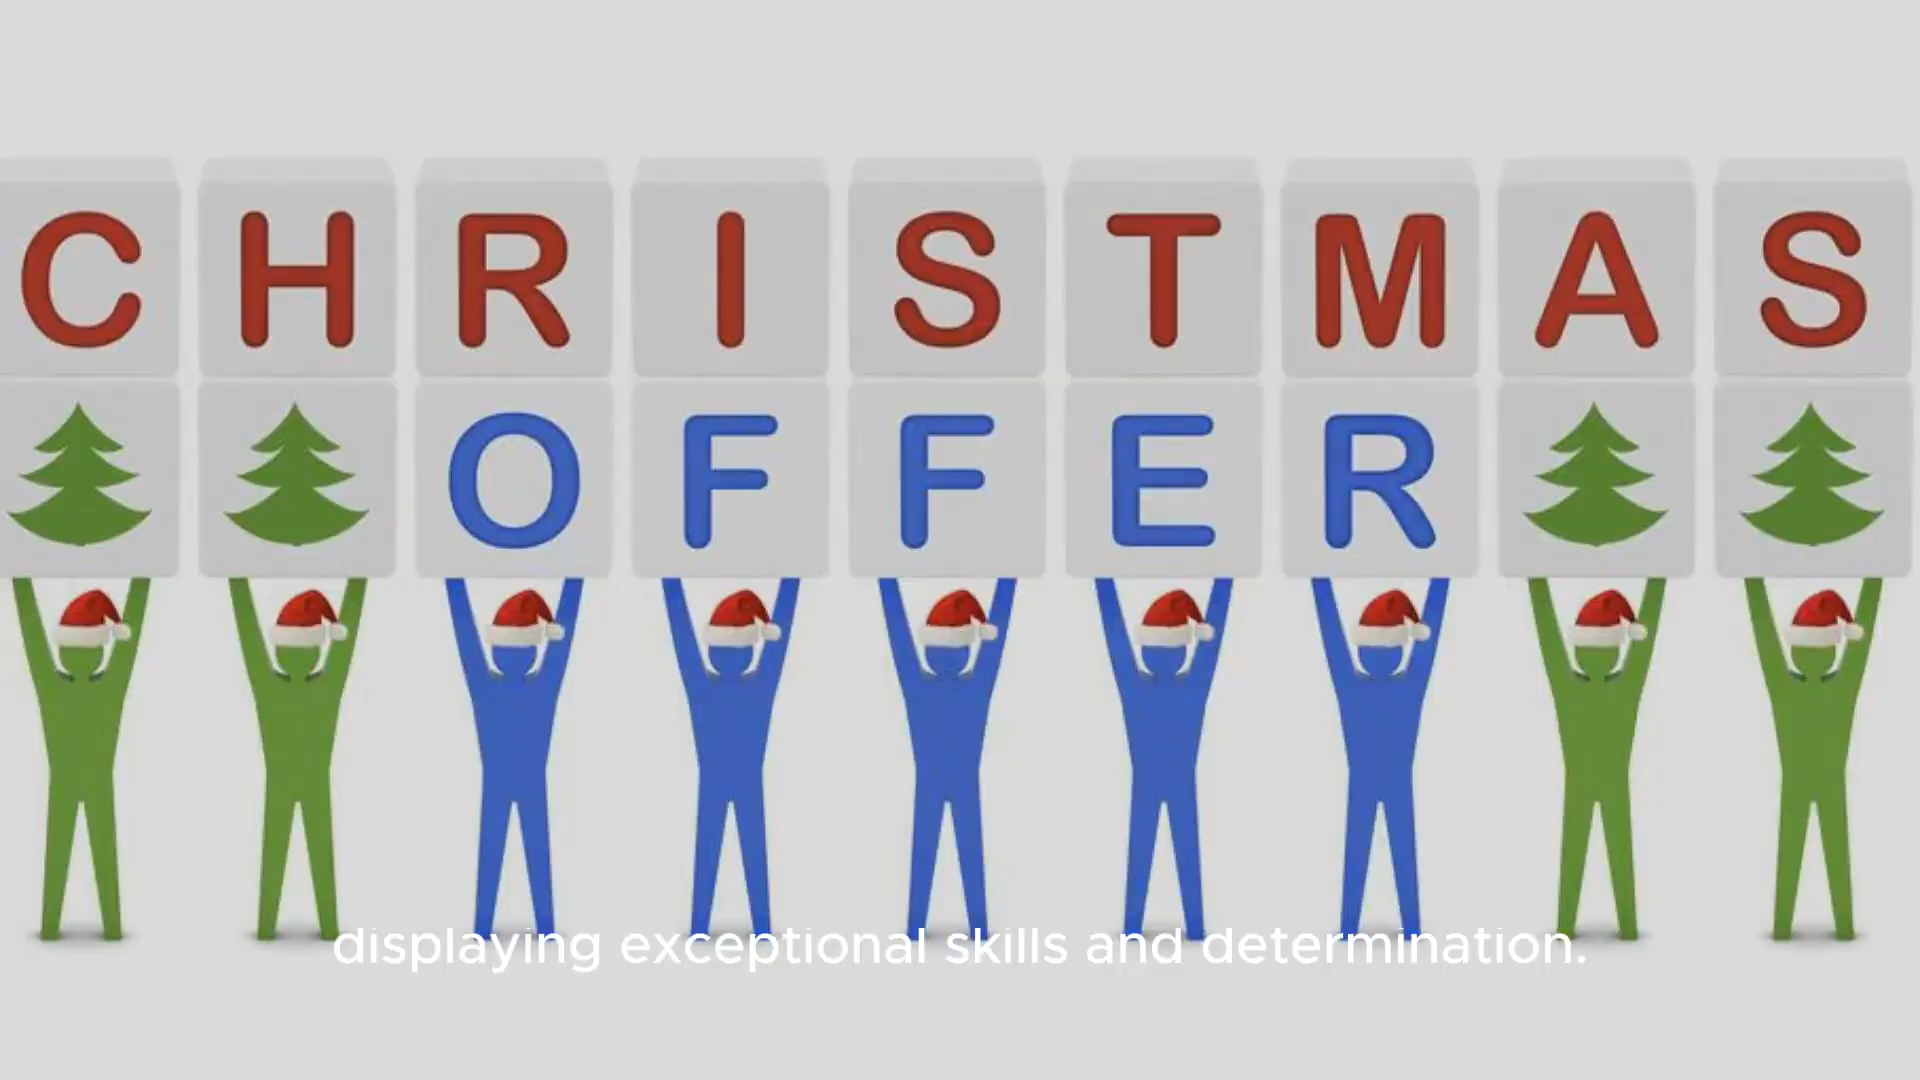 CHRISTMAS
OFFER
displaying exceptional skills and determination.